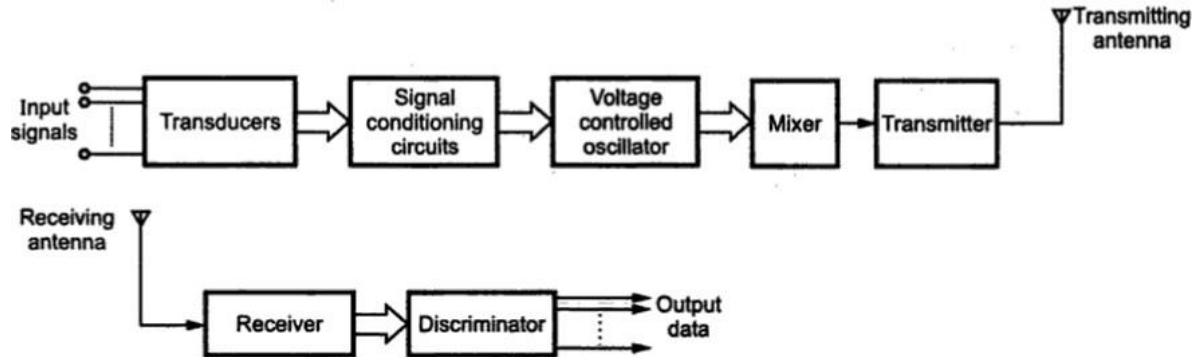 Transmitting
antenna
Input
signals
Transducers
Signal
conditioning
circuits
Voltage
controlled
oscillator
Mixer
Transmitter
Receiving
antenna
Receiver
Discriminator
Output
data